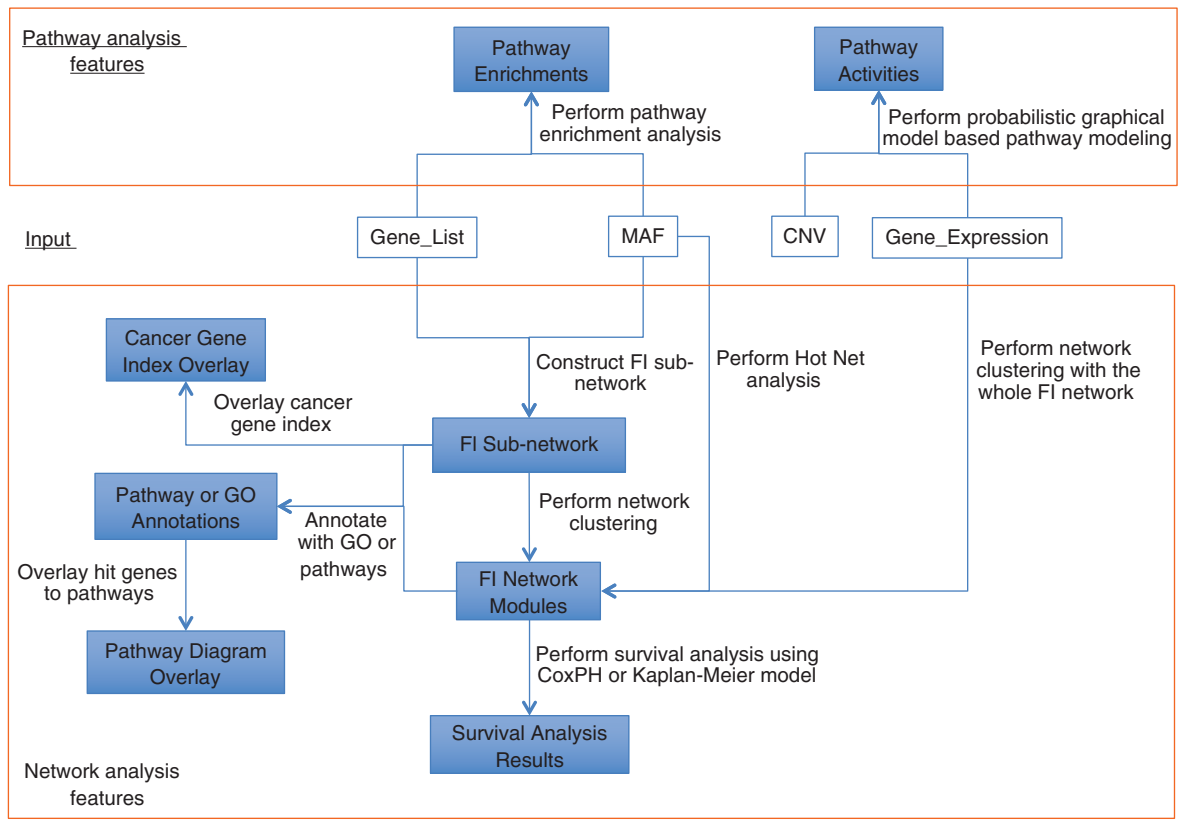 Pathway analysis
features
Pathway
Enrichments
Pathway
Activities
Perform pathway
enrichment analysis
Perform probabilistic graphical
model based pathway modeling
Input
Gene_List
MAF
CNV
Gene_Expression
Cancer Gene
Index Overlay
Construct FI sub-
network
Perform Hot Net
analysis
Perform network
clustering with the
whole FI network
Overlay cancer
gene index
FI Sub-network
Pathway or GO
Annotations
Annotate
with GO or
pathways
Perform network
clustering
Overlay hit genes
to pathways
FI Network
Modules
Pathway Diagram
Overlay
Perform survival analysis using
CoxPH or Kaplan-Meier model
Survival Analysis
Results
Network analysis
features